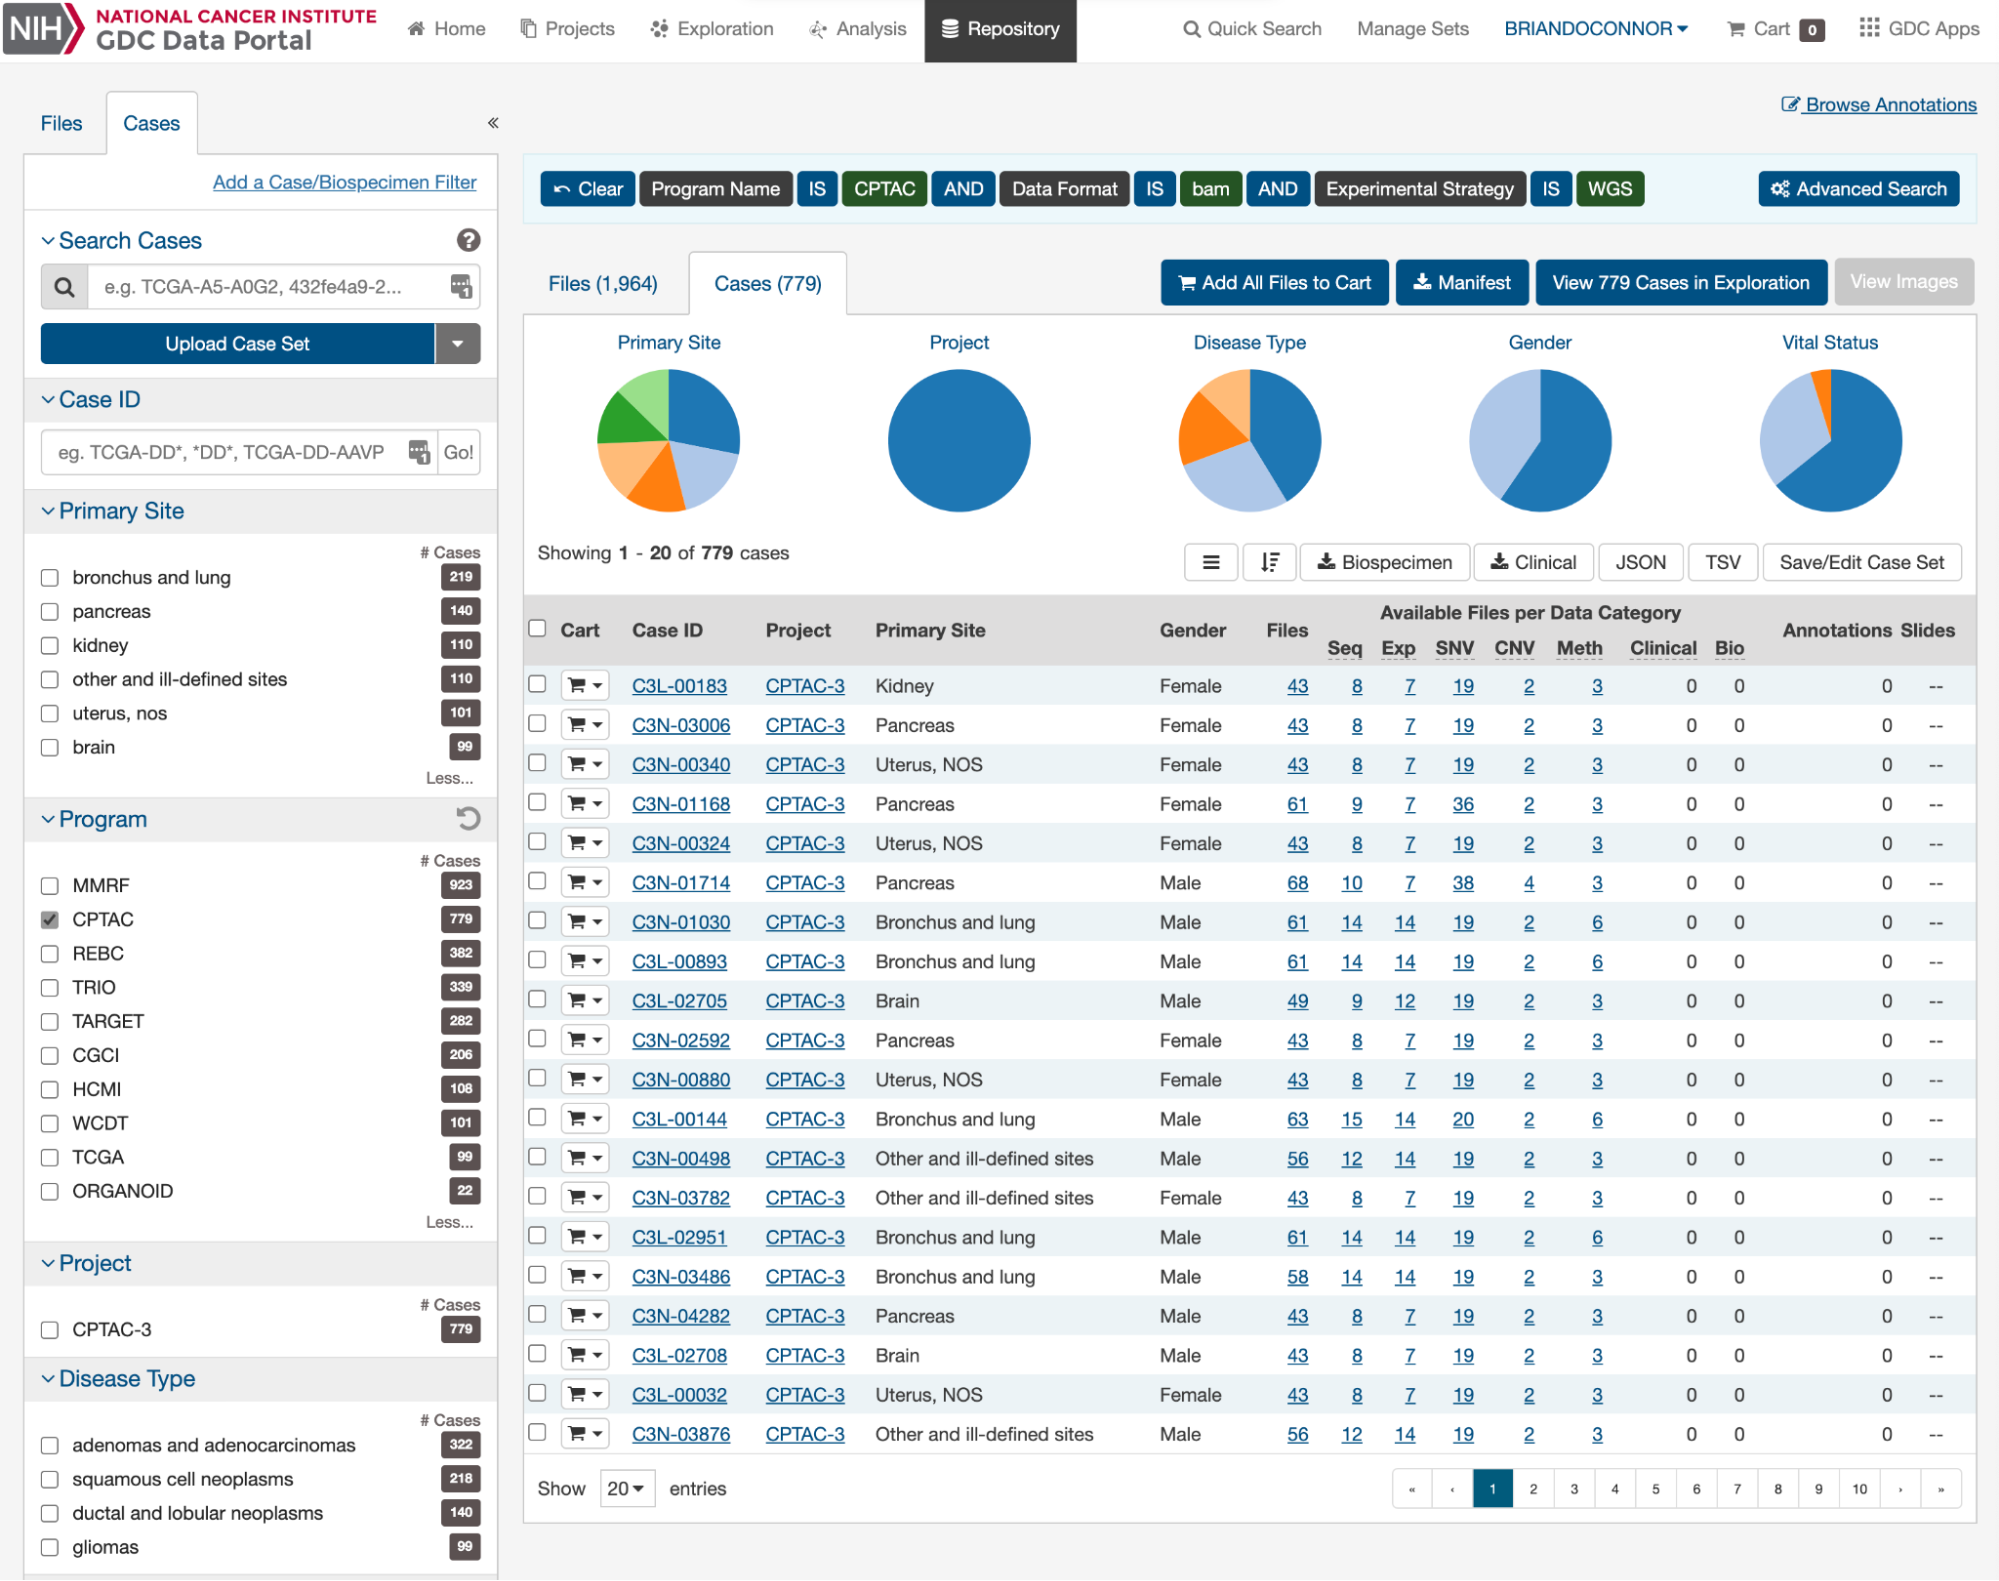 NIH NATIONAL CANCER INSTITUTE
GDC Data Portal
Home Projects Exploration Analysis Repository Quick Search Manage Sets BRIANDOCONNOR Cart 0 GDC Apps
Browse Annotations
Files Cases «
Add a Case/Biospecimen Filter
Search Cases ?
e.g. TCGA-A5-A0G2, 432fe4a9-2...
Upload Case Set
Case ID
eg. TCGA-DD*, *DD*, TCGA-DD-AAVP Go!
Primary Site
# Cases
bronchus and lung 219
pancreas 140
kidney 110
other and ill-defined sites 110
uterus, nos 101
brain 99
Less...
Program
# Cases
MMRF 923
CPTAC 779
REBC 382
TRIO 339
TARGET 282
CGCI 206
HCMI 108
WCDT 101
TCGA 99
ORGANOID 22
Less...
Project
# Cases
CPTAC-3 779
Disease Type
# Cases
adenomas and adenocarcinomas 322
squamous cell neoplasms 218
ductal and lobular neoplasms 140
gliomas 99
Clear Program Name IS CPTAC AND Data Format IS bam AND Experimental Strategy IS WGS Advanced Search
Files (1,964) Cases (779) Add All Files to Cart Manifest View 779 Cases in Exploration View Images
Primary Site Project Disease Type Gender Vital Status
Showing 1 - 20 of 779 cases
Biospecimen Clinical JSON TSV Save/Edit Case Set
Available Files per Data Category
Cart Case ID Project Primary Site Gender Files Annotations Slides
Seq Exp SNV CNV Meth Clinical Bio
C3L-00183 CPTAC-3 Kidney Female 43 8 7 19 2 3 0 0 0 --
C3N-03006 CPTAC-3 Pancreas Female 43 8 7 19 2 3 0 0 0 --
C3N-00340 CPTAC-3 Uterus, NOS Female 43 8 7 19 2 3 0 0 0 --
C3N-01168 CPTAC-3 Pancreas Female 61 9 7 36 2 3 0 0 0 --
C3N-00324 CPTAC-3 Uterus, NOS Female 43 8 7 19 2 3 0 0 0 --
C3N-01714 CPTAC-3 Pancreas Male 68 10 7 38 4 3 0 0 0 --
C3N-01030 CPTAC-3 Bronchus and lung Male 61 14 14 19 2 6 0 0 0 --
C3L-00893 CPTAC-3 Bronchus and lung Male 61 14 14 19 2 6 0 0 0 --
C3L-02705 CPTAC-3 Brain Male 49 9 12 19 2 3 0 0 0 --
C3N-02592 CPTAC-3 Pancreas Female 43 8 7 19 2 3 0 0 0 --
C3N-00880 CPTAC-3 Uterus, NOS Female 43 8 7 19 2 3 0 0 0 --
C3L-00144 CPTAC-3 Bronchus and lung Male 63 15 14 20 2 6 0 0 0 --
C3N-00498 CPTAC-3 Other and ill-defined sites Male 56 12 14 19 2 3 0 0 0 --
C3N-03782 CPTAC-3 Other and ill-defined sites Female 43 8 7 19 2 3 0 0 0 --
C3L-02951 CPTAC-3 Bronchus and lung Male 61 14 14 19 2 6 0 0 0 --
C3N-03486 CPTAC-3 Bronchus and lung Male 58 14 14 19 2 3 0 0 0 --
C3N-04282 CPTAC-3 Pancreas Male 43 8 7 19 2 3 0 0 0 --
C3L-02708 CPTAC-3 Brain Male 43 8 7 19 2 3 0 0 0 --
C3L-00032 CPTAC-3 Uterus, NOS Female 43 8 7 19 2 3 0 0 0 --
C3N-03876 CPTAC-3 Other and ill-defined sites Male 56 12 14 19 2 3 0 0 0 --
Show 20 entries « ‹ 1 2 3 4 5 6 7 8 9 10 › »